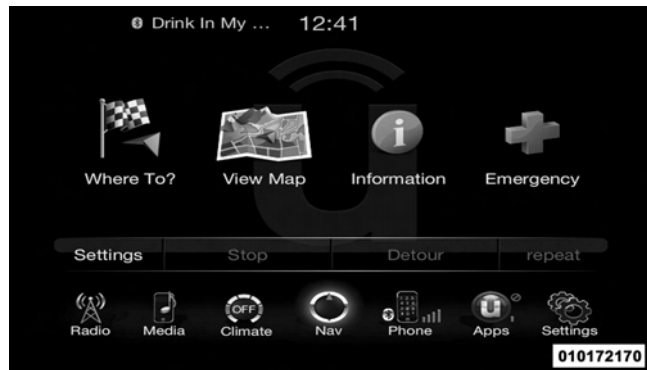 Drink In My ... 12:41
Where To? View Map Information Emergency
Settings Stop Detour repeat
OFF
Radio Media Climate Nav Phone Apps Settings
010172170